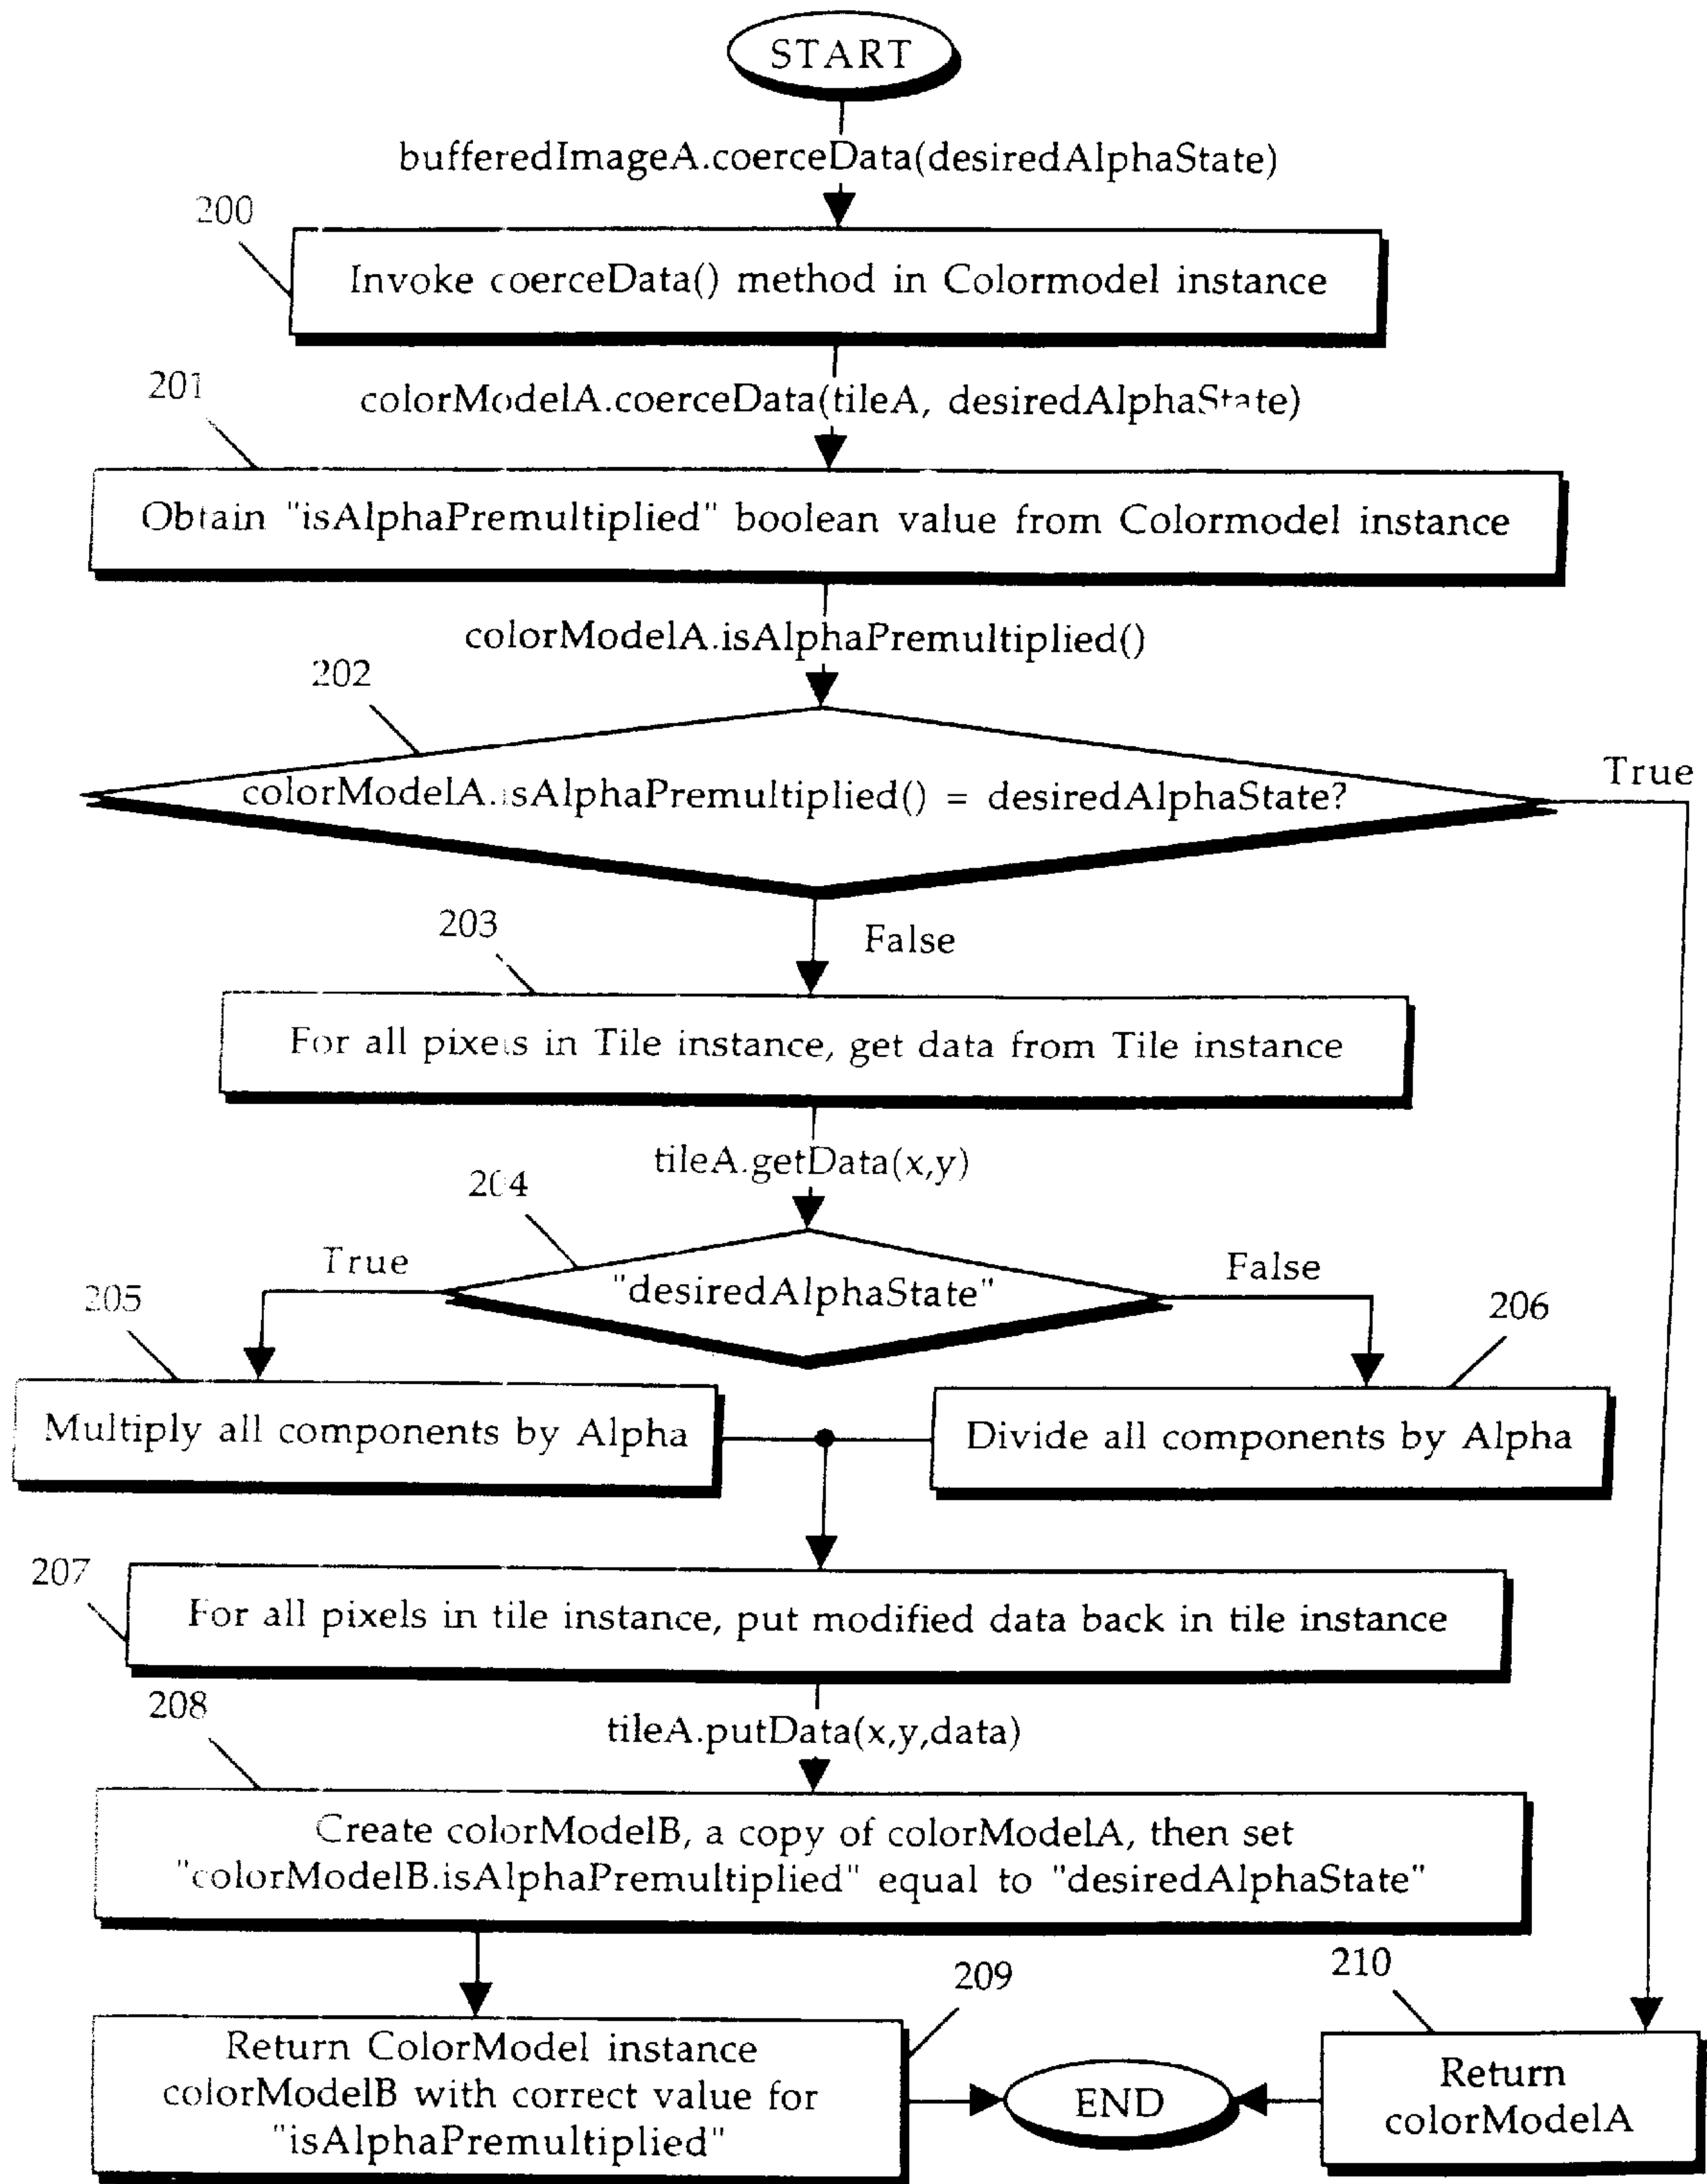 START
bufferedImageA.coerceData(desiredAlphaState)
200
Invoke coerceData() method in Colormodel instance
201
colorModelA.coerceData(tileA, desiredAlphaState)
Obtain "isAlphaPremultiplied" boolean value from Colormodel instance
colorModelA.isAlphaPremultiplied()
202
colorModelA.isAlphaPremultiplied() = desiredAlphaState?
True
203
False
For all pixels in Tile instance, get data from Tile instance
tileA.getData(x,y)
204
True
"desiredAlphaState"
False
205
206
Multiply all components by Alpha
Divide all components by Alpha
207
For all pixels in tile instance, put modified data back in tile instance
208
tileA.putData(x,y,data)
Create colorModelB, a copy of colorModelA, then set
"colorModelB.isAlphaPremultiplied" equal to "desiredAlphaState"
209
210
Return ColorModel instance
colorModelB with correct value for
"isAlphaPremultiplied"
END
Return
colorModelA